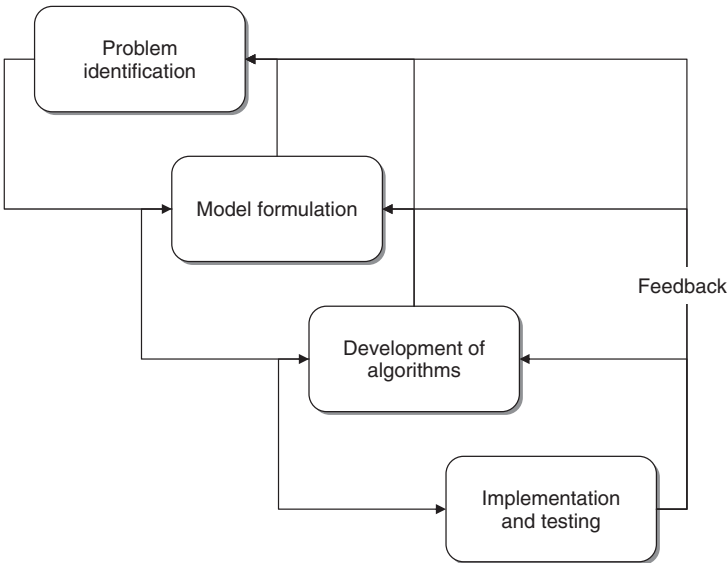 Problem
identification
Model formulation
Feedback
Development of
algorithms
Implementation
and testing